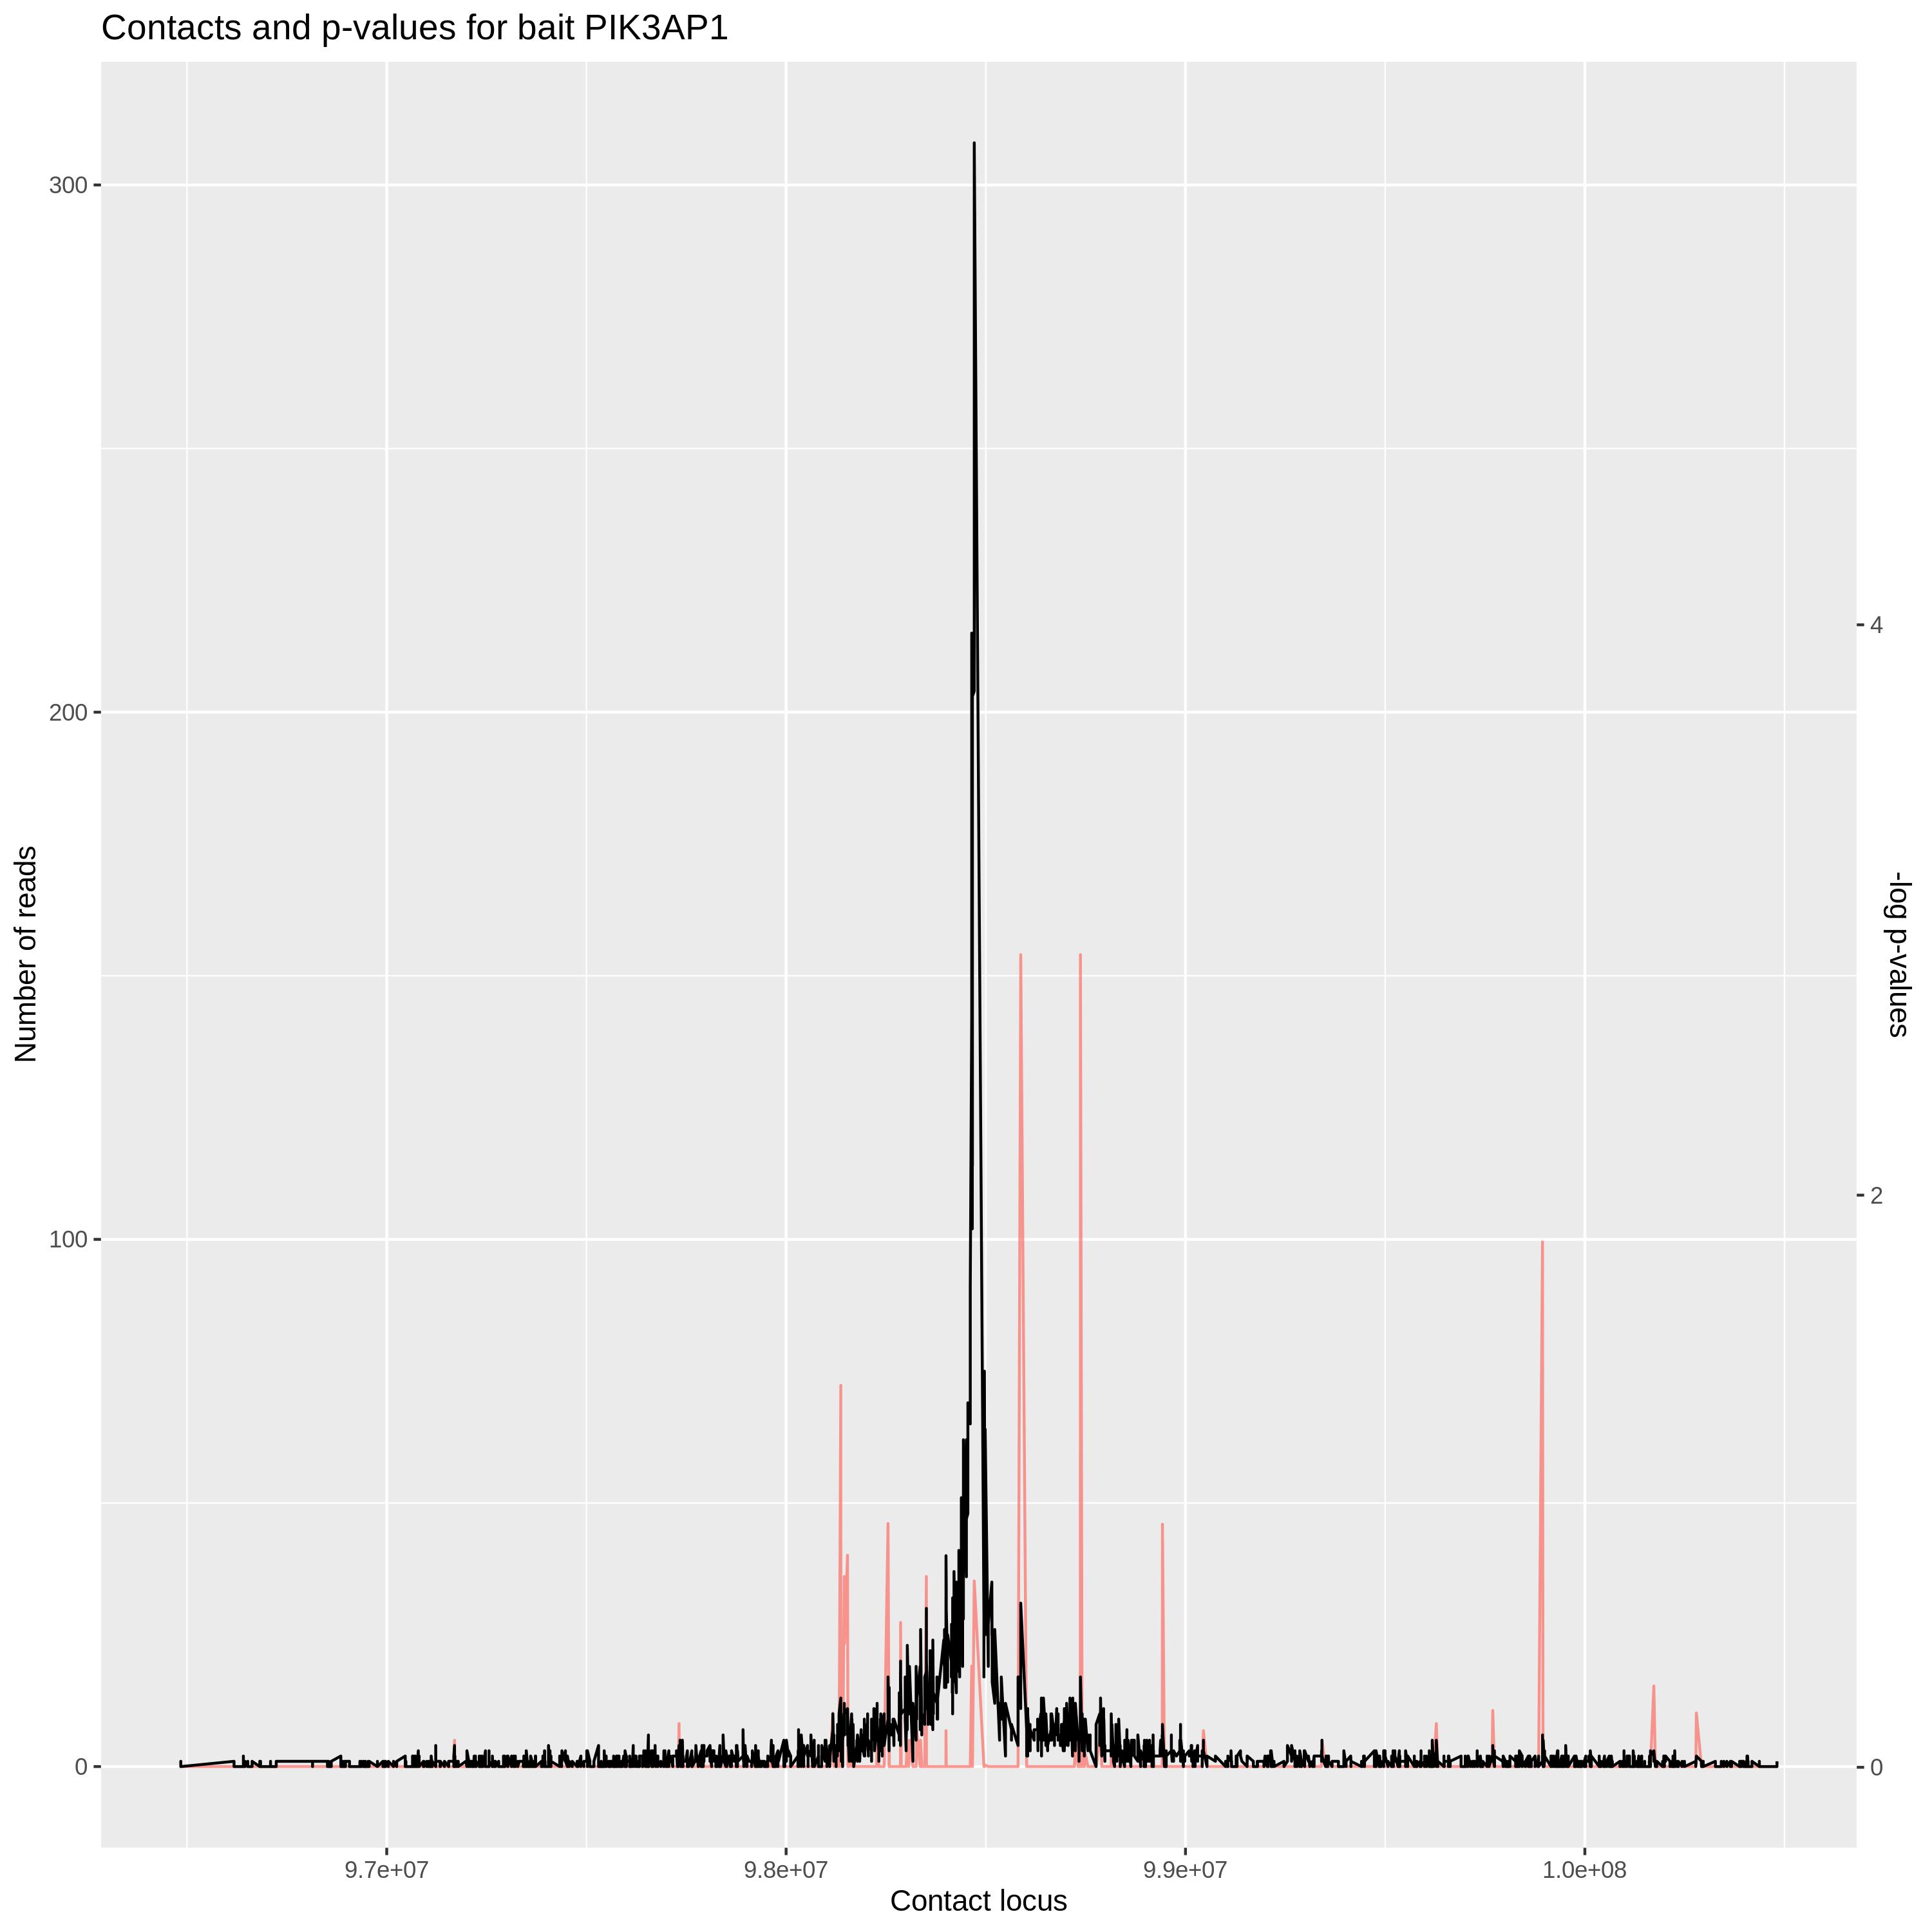 Contacts and p-values for bait PIK3AP1
300
200
100
0
Number of reads
4
2
0
-log p-values
9.7e+07
9.8e+07
9.9e+07
1.0e+08
Contact locus